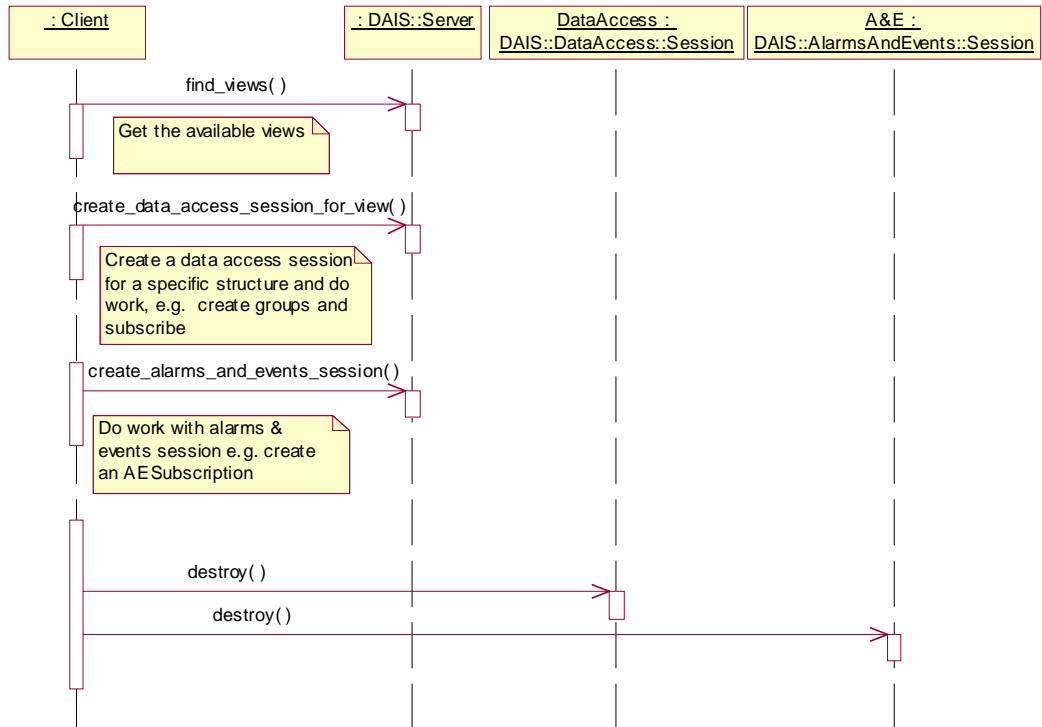 : Client
: DAIS::Server
DataAccess :
DAIS::DataAccess::Session
A&E :
DAIS::AlarmsAndEvents::Session
find_views( )
Get the available views
create_data_access_session_for_view( )
Create a data access session
for a specific structure and do
work, e.g. create groups and
subscribe
create_alarms_and_events_session( )
Do work with alarms &
events session e.g. create
an AESubscription
destroy( )
destroy( )